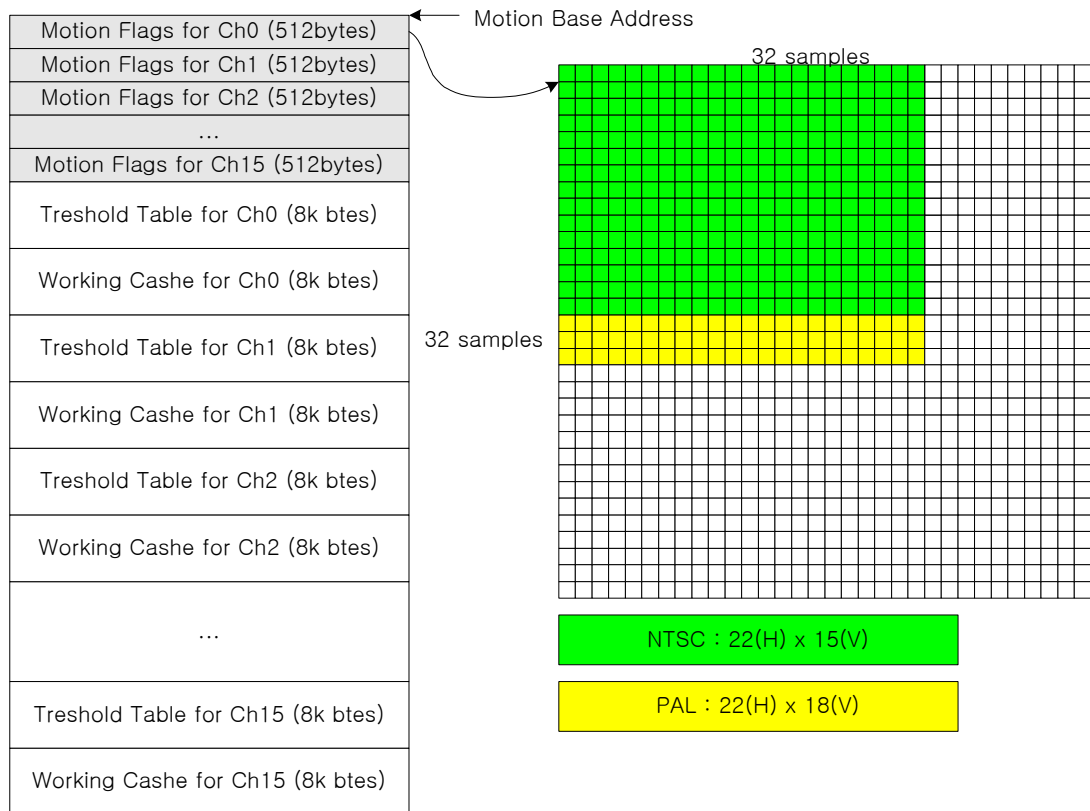 Motion Base Address
Motion Flags for Ch0 (512bytes)
Motion Flags for Ch1 (512bytes)
Motion Flags for Ch2 (512bytes)
...
Motion Flags for Ch15 (512bytes)
Treshold Table for Ch0 (8k btes)
Working Cashe for Ch0 (8k btes)
Treshold Table for Ch1 (8k btes)
Working Cashe for Ch1 (8k btes)
Treshold Table for Ch2 (8k btes)
Working Cashe for Ch2 (8k btes)
...
Treshold Table for Ch15 (8k btes)
Working Cashe for Ch15 (8k btes)
32 samples
32 samples
NTSC : 22(H) x 15(V)
PAL : 22(H) x 18(V)